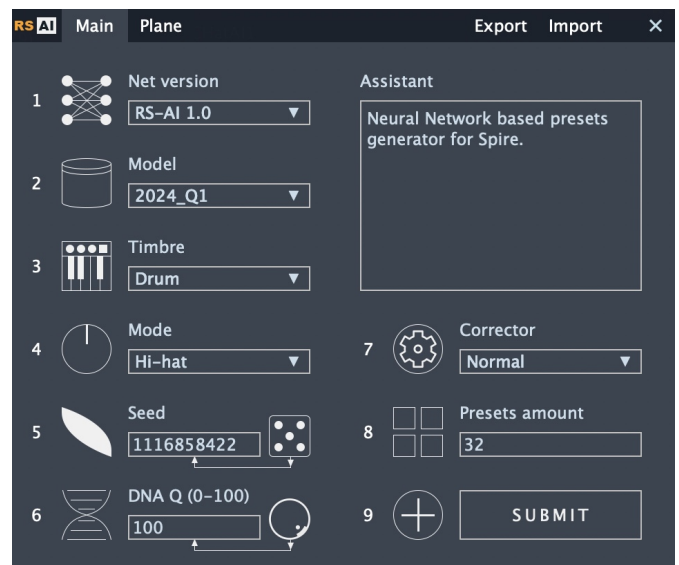 RS AI Main Plane Export Import ×
1 Net version
RS-AI 1.0
2 Model
2024_Q1
3 Timbre
Drum
4 Mode
Hi-hat
5 Seed
1116858422
6 DNA Q (0-100)
100
Assistant
Neural Network based presets
generator for Spire.
7 Corrector
Normal
8 Presets amount
32
9 SUBMIT